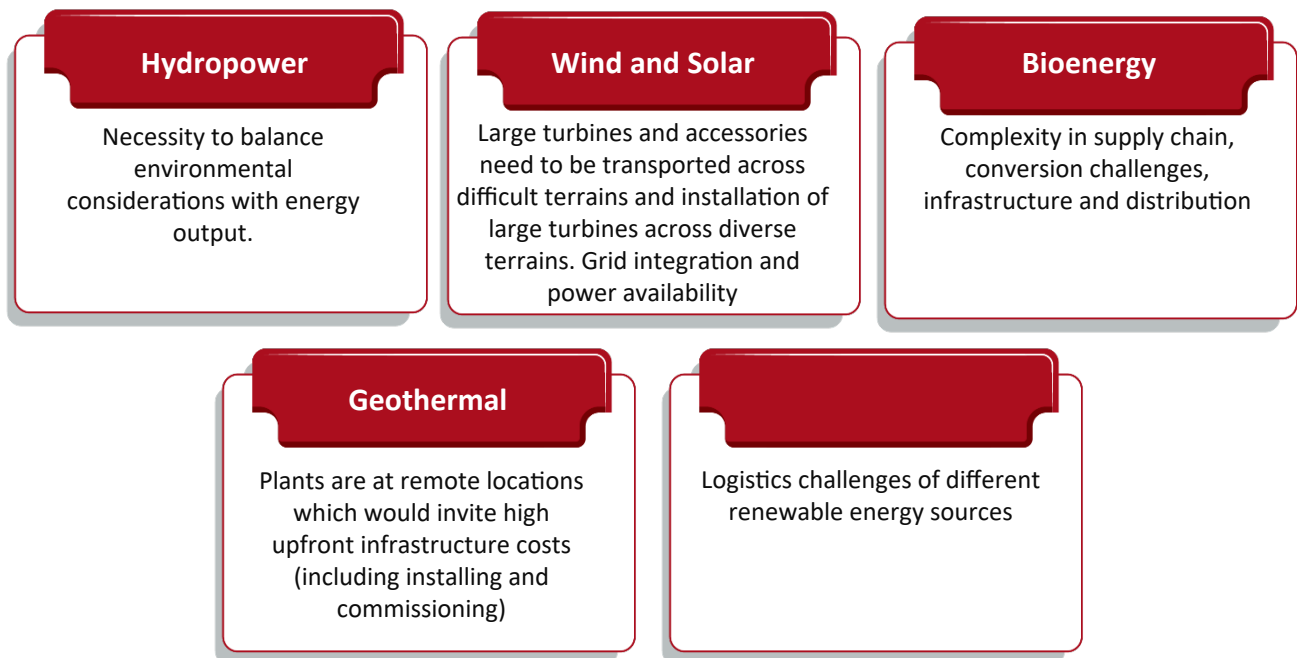 Hydropower
Necessity to balance
environmental
considerations with energy
output.
Wind and Solar
Large turbines and accessories
need to be transported across
difficult terrains and installation of
large turbines across diverse
terrains. Grid integration and
power availability
Bioenergy
Complexity in supply chain,
conversion challenges,
infrastructure and distribution
Geothermal
Plants are at remote locations
which would invite high
upfront infrastructure costs
(including installing and
commissioning)
Logistics challenges of different
renewable energy sources